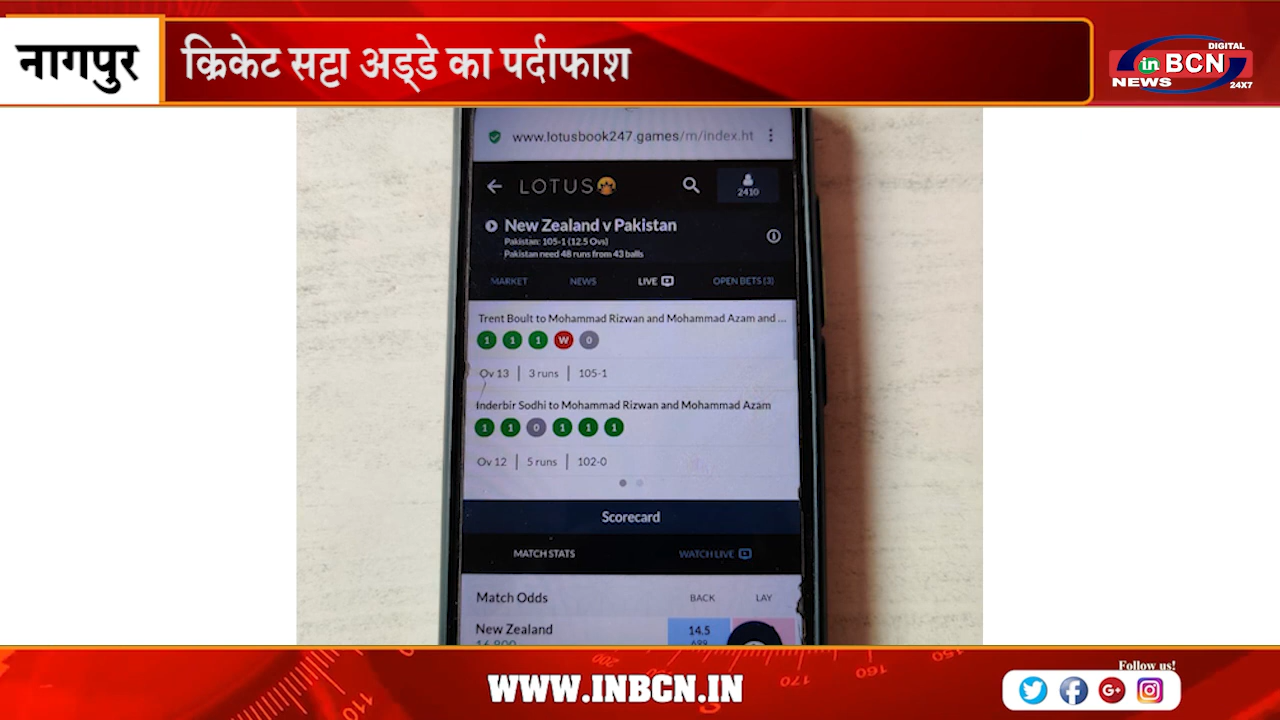 नागपुर
क्रिकेट सट्टा अड्डे का पर्दाफाश
DIGITAL
in BCN
NEWS 24X7
www.lotusbook247.games/m/index.ht
LOTUS
2410
New Zealand v Pakistan
Pakistan: 105-1 (12.5 Ovs)
Pakistan need 48 runs from 43 balls
MARKET NEWS LIVE OPEN BETS (3)
Trent Boult to Mohammad Rizwan and Mohammad Azam and ...
1 1 1 W 0
Ov 13 | 3 runs | 105-1
Inderbir Sodhi to Mohammad Rizwan and Mohammad Azam
1 1 0 1 1 1
Ov 12 | 5 runs | 102-0
Scorecard
MATCH STATS WATCH LIVE
Match Odds BACK LAY
New Zealand 14.5
200 170 160 150
110
Follow us!
WWW.INBCN.IN